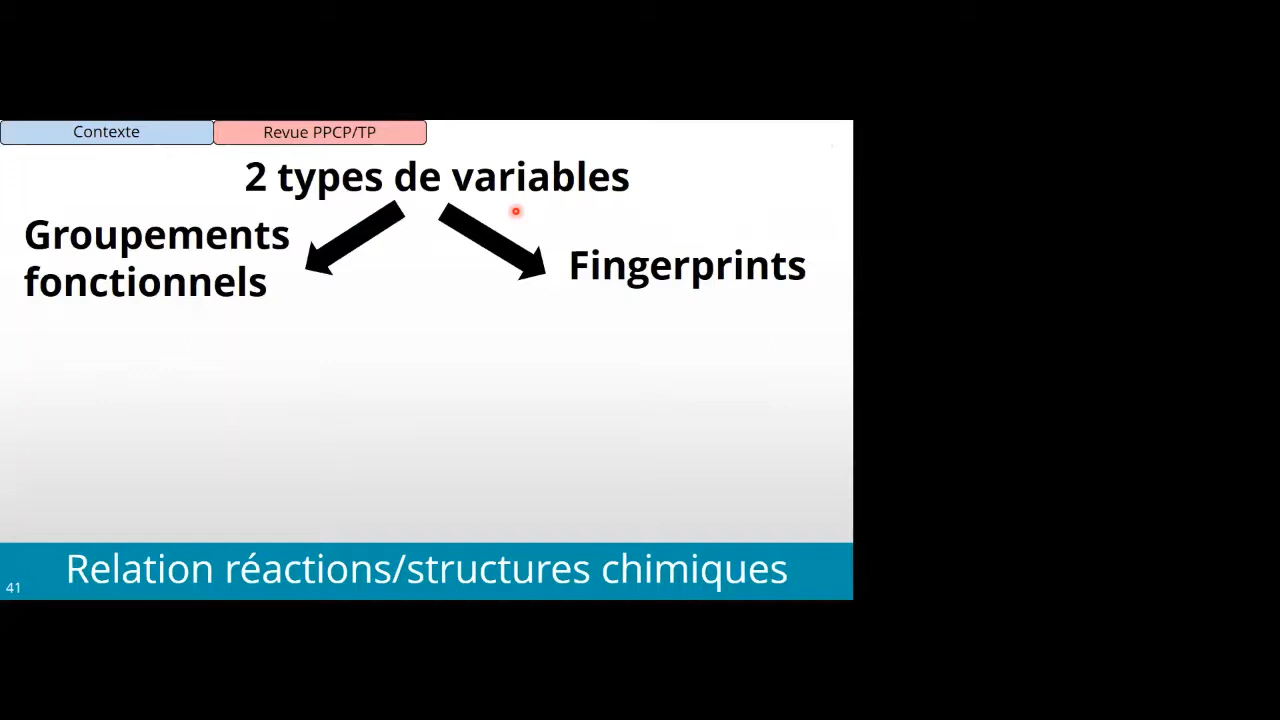 Contexte
Revue PPCP/TP
2 types de variables
Groupements
fonctionnels
Fingerprints
Relation réactions/structures chimiques
41